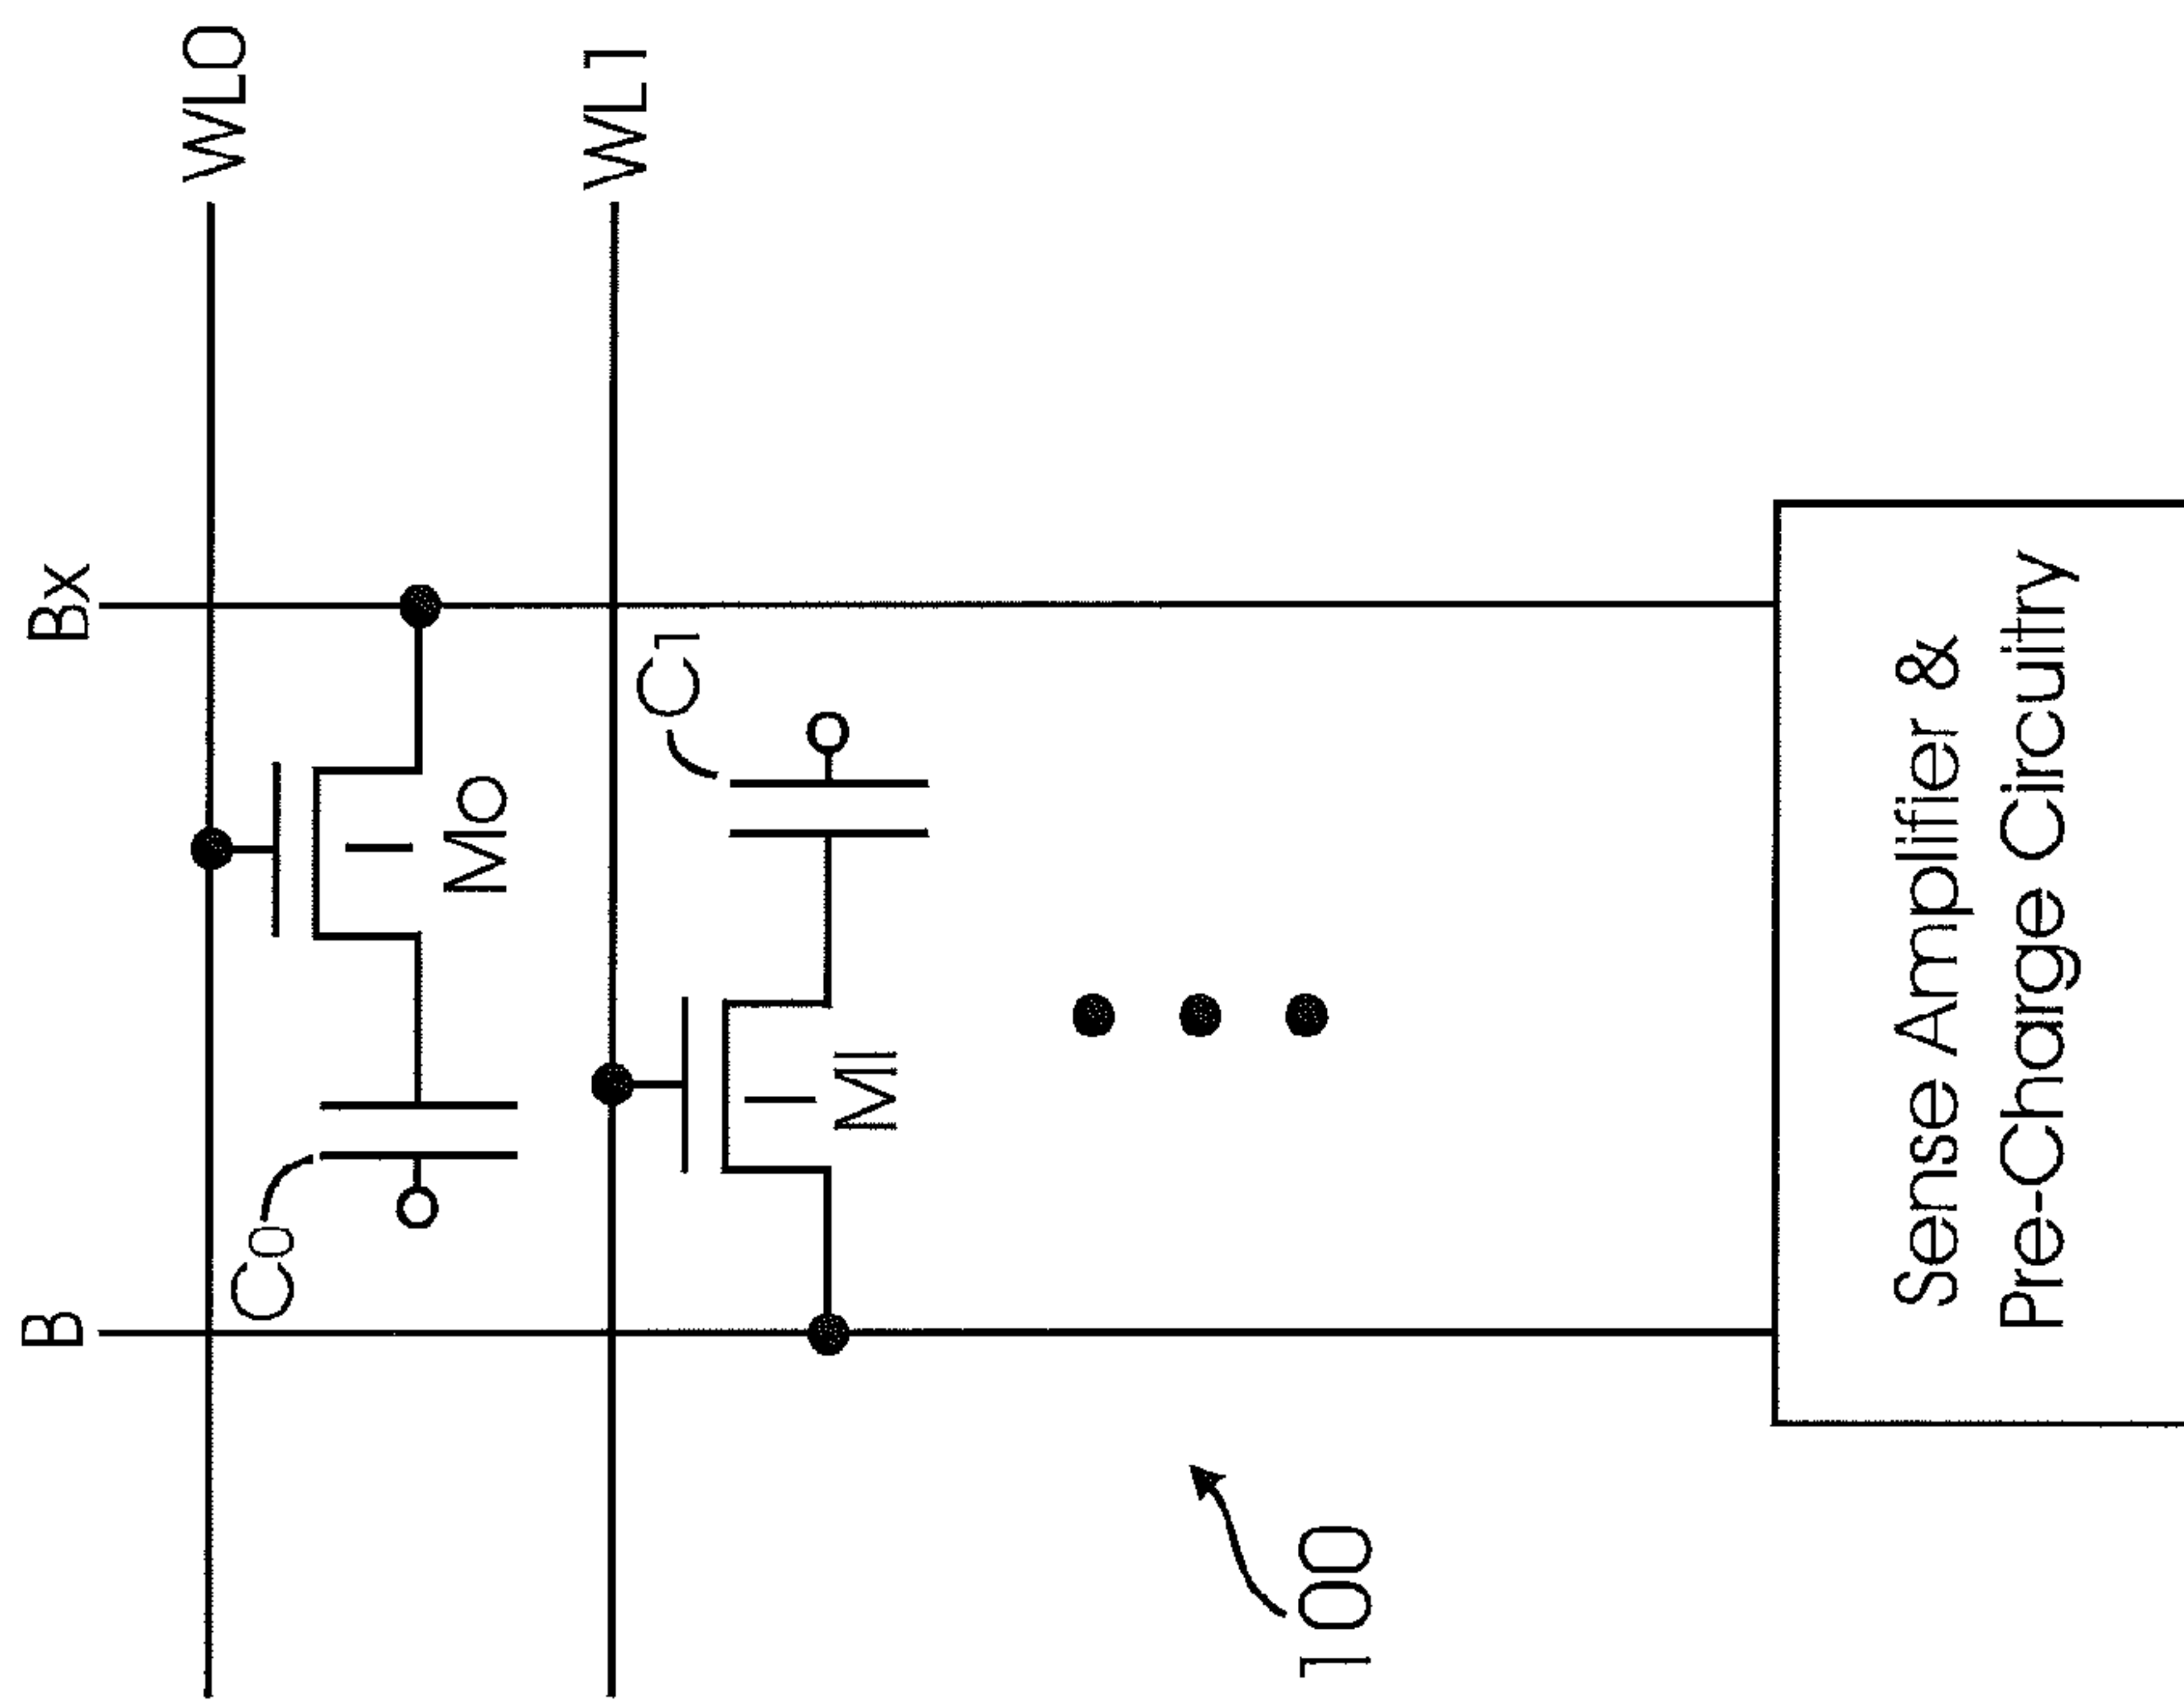 B
Bx
WL0
C0
M0
WL1
C1
M1
100
Sense Amplifier &
Pre-Charge Circuitry